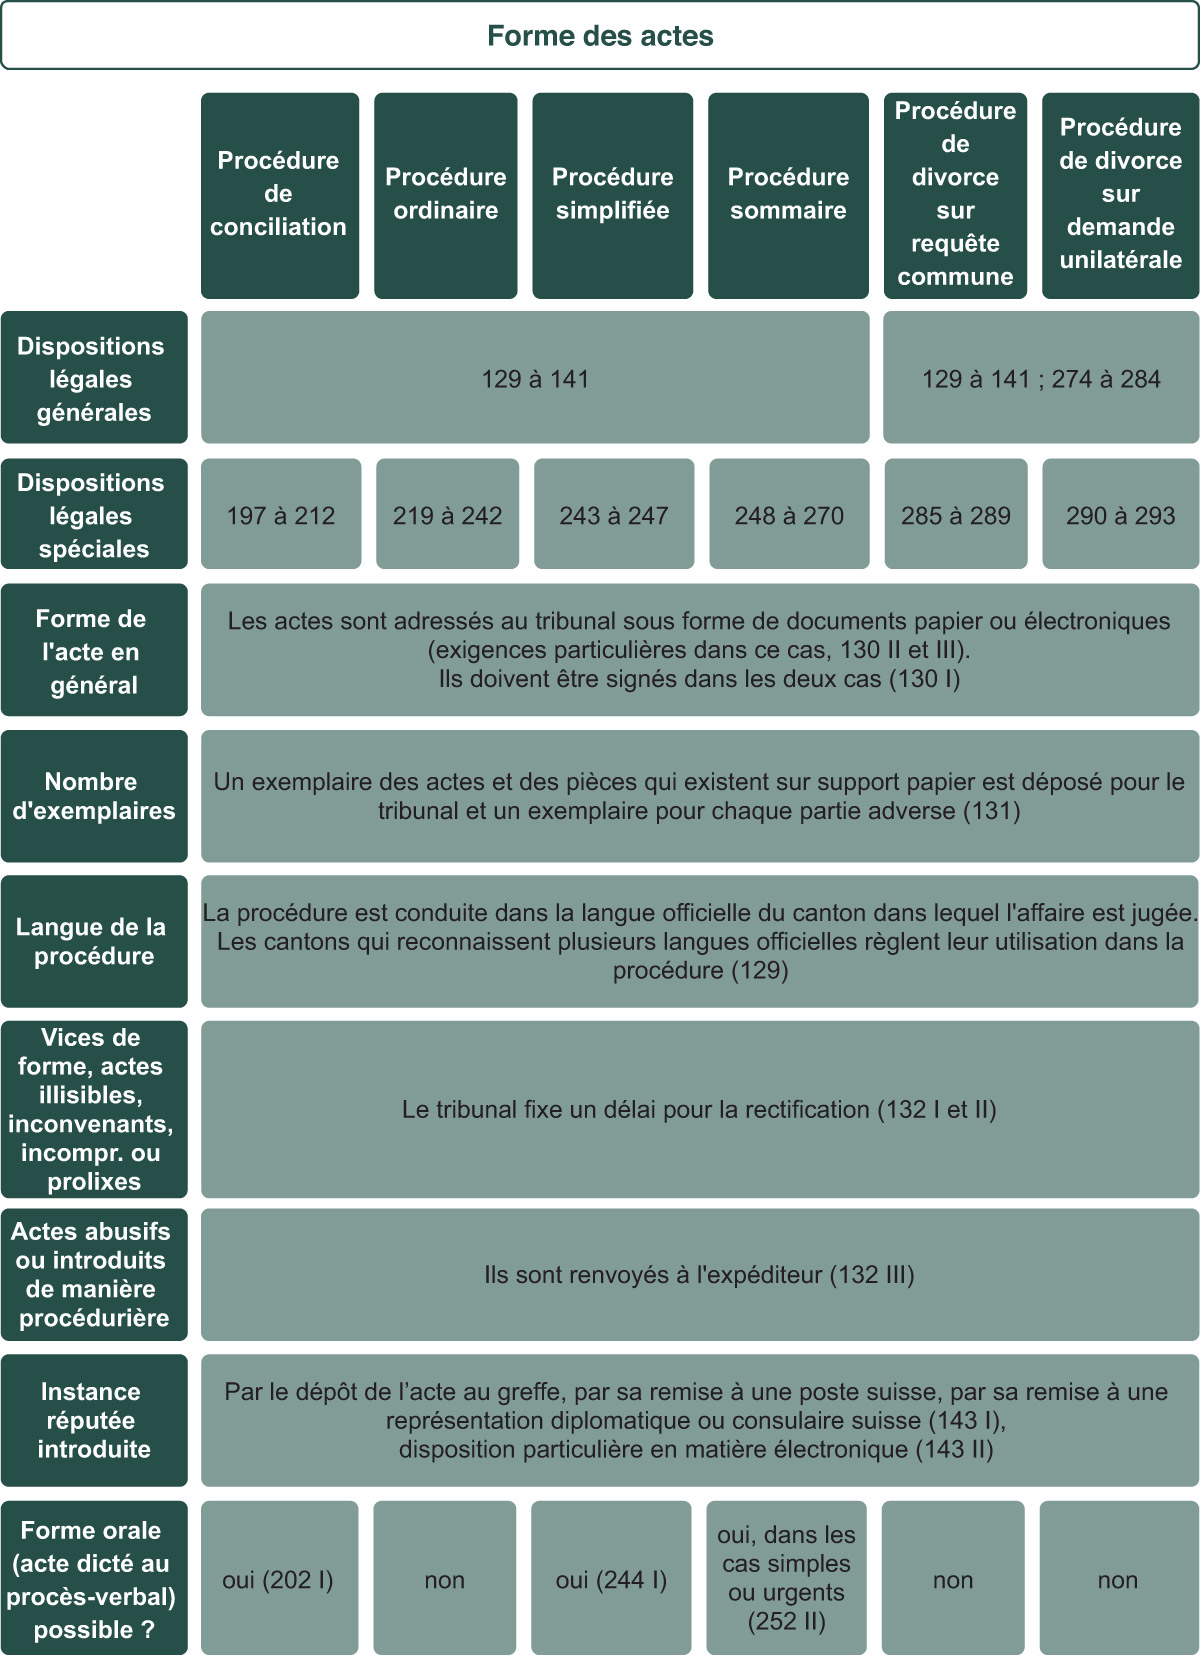 Forme des actes
Procédure
de
conciliation
Procédure
ordinaire
Procédure
simplifiée
Procédure
sommaire
Procédure
de
divorce
sur
requête
commune
Procédure
de divorce
sur
demande
unilatérale
Dispositions
légales
générales
129 à 141
129 à 141 ; 274 à 284
Dispositions
légales
spéciales
197 à 212
219 à 242
243 à 247
248 à 270
285 à 289
290 à 293
Forme de
l'acte en
général
Les actes sont adressés au tribunal sous forme de documents papier ou électroniques
(exigences particulières dans ce cas, 130 II et III).
Ils doivent être signés dans les deux cas (130 I)
Nombre
d'exemplaires
Un exemplaire des actes et des pièces qui existent sur support papier est déposé pour le
tribunal et un exemplaire pour chaque partie adverse (131)
Langue de la
procédure
La procédure est conduite dans la langue officielle du canton dans lequel l'affaire est jugée.
Les cantons qui reconnaissent plusieurs langues officielles règlent leur utilisation dans la
procédure (129)
Vices de
forme, actes
illisibles,
inconvenants,
incompr. ou
prolixes
Le tribunal fixe un délai pour la rectification (132 I et II)
Actes abusifs
ou introduits
de manière
procédurière
Ils sont renvoyés à l'expéditeur (132 III)
Instance
réputée
introduite
Par le dépôt de l’acte au greffe, par sa remise à une poste suisse, par sa remise à une
représentation diplomatique ou consulaire suisse (143 I),
disposition particulière en matière électronique (143 II)
Forme orale
(acte dicté au
procès-verbal)
possible ?
oui (202 I)
non
oui (244 I)
oui, dans les
cas simples
ou urgents
(252 II)
non
non